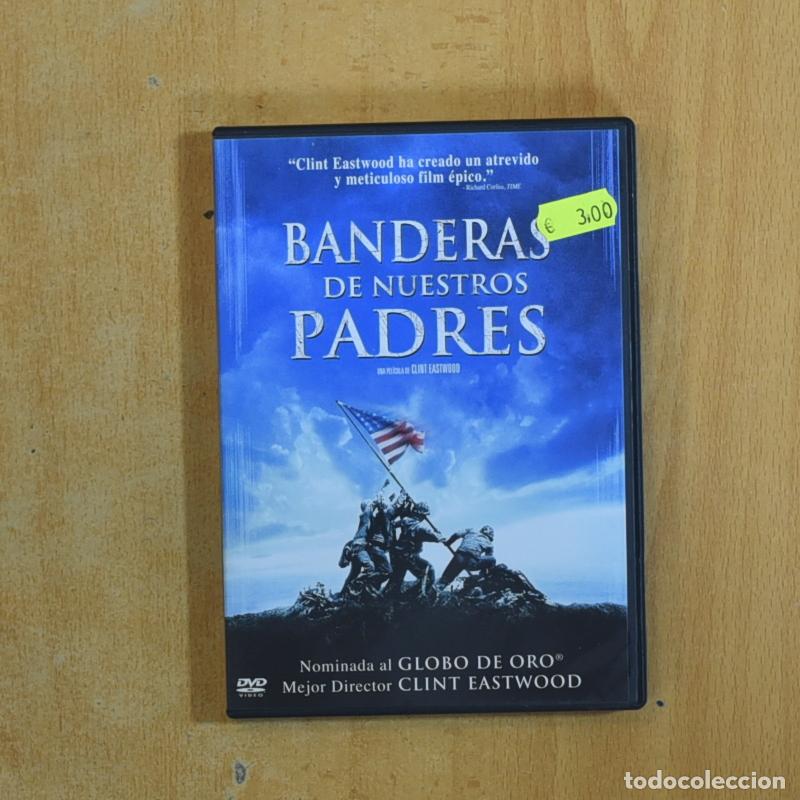 “Clint Eastwood ha creado un atrevido
y meticuloso film épico.”
- Richard Corliss, TIME
€ 3,00
BANDERAS
DE NUESTROS
PADRES
UNA PELÍCULA DE CLINT EASTWOOD
Nominada al GLOBO DE ORO®
Mejor Director CLINT EASTWOOD
DVD
VIDEO
todocoleccion